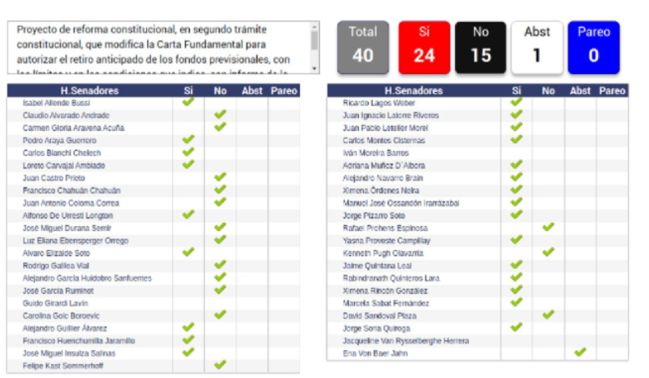 Proyecto de reforma constitucional, en segundo trámite
constitucional, que modifica la Carta Fundamental para
autorizar el retiro anticipado de los fondos previsionales, con
Total
40
Si
24
No
15
Abst
1
Pareo
0
H.Senadores Si No Abst Pareo
Isabel Allende Bussi
Claudio Alvarado Andrade
Carmen Gloria Aravena Acuña
Pedro Araya Guerrero
Carlos Bianchi Chelech
Loreto Carvajal Ambiado
Juan Castro Prieto
Francisco Chahuán Chahuán
Juan Antonio Coloma Correa
Alfonso De Urresti Longton
José Miguel Durana Semir
Luz Eliana Ebensperger Orrego
Alvaro Elizalde Soto
Rodrigo Galilea Vial
Alejandro García Huidobro Sanfuentes
José García Ruminot
Guido Girardi Lavín
Carolina Goic Boroevic
Alejandro Guillier Álvarez
Francisco Huenchumilla Jaramillo
José Miguel Insulza Salinas
Felipe Kast Sommerhoff
H.Senadores Si No Abst Pareo
Ricardo Lagos Weber
Juan Ignacio Latorre Riveros
Juan Pablo Letelier Morel
Carlos Montes Cisternas
Iván Moreira Barros
Adriana Muñoz D´Albora
Alejandro Navarro Brain
Ximena Órdenes Neira
Manuel José Ossandón Irarrázabal
Jorge Pizarro Soto
Rafael Prohens Espinosa
Yasna Provoste Campillay
Kenneth Pugh Olavarría
Jaime Quintana Leal
Rabindranath Quinteros Lara
Ximena Rincón González
Marcela Sabat Fernández
David Sandoval Plaza
Jorge Soria Quiroga
Jacqueline Van Rysselberghe Herrera
Ena Von Baer Jahn